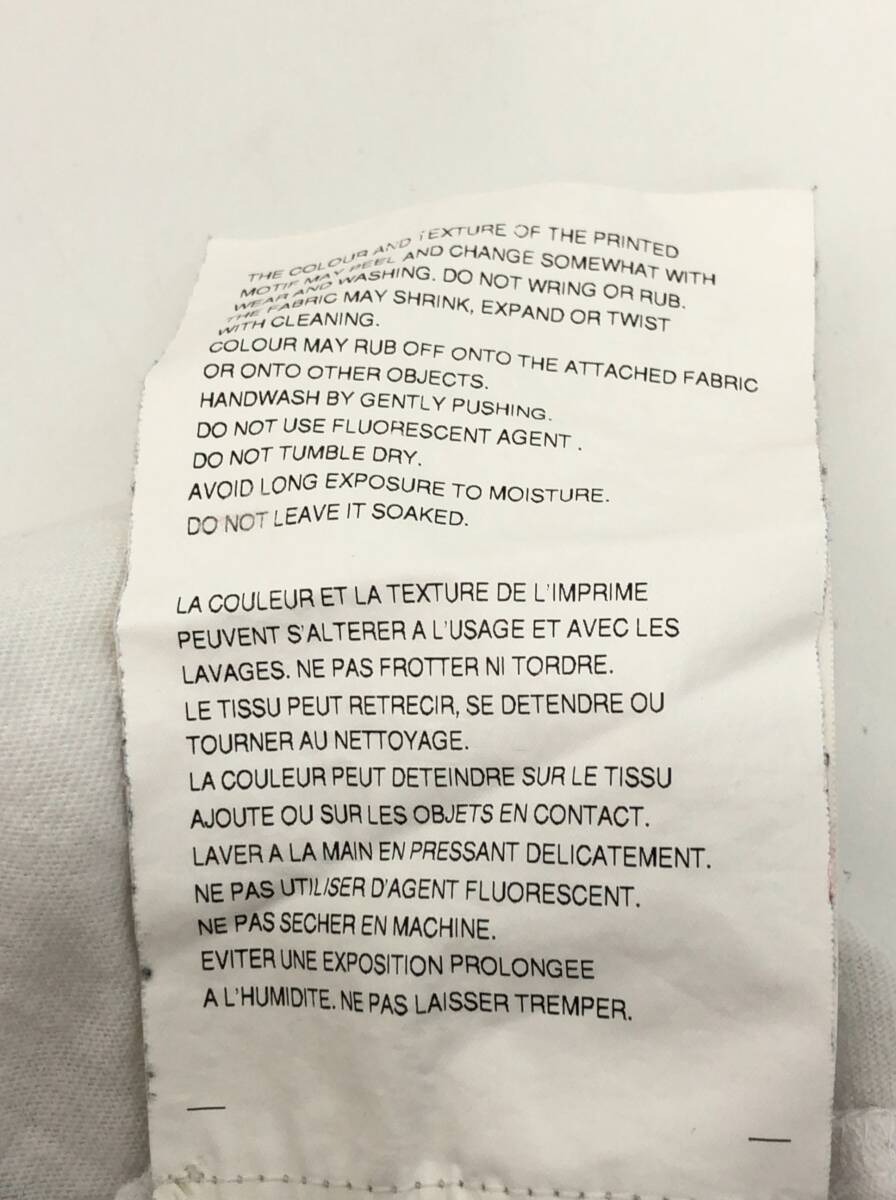 THE COLOUR AND TEXTURE OF THE PRINTED
MOTIF MAY PEEL AND CHANGE SOMEWHAT WITH
WEAR AND WASHING. DO NOT WRING OR RUB.
THE FABRIC MAY SHRINK, EXPAND OR TWIST
WITH CLEANING.
COLOUR MAY RUB OFF ONTO THE ATTACHED FABRIC
OR ONTO OTHER OBJECTS.
HANDWASH BY GENTLY PUSHING.
DO NOT USE FLUORESCENT AGENT .
DO NOT TUMBLE DRY.
AVOID LONG EXPOSURE TO MOISTURE.
DO NOT LEAVE IT SOAKED.
LA COULEUR ET LA TEXTURE DE L'IMPRIME
PEUVENT S'ALTERER A L'USAGE ET AVEC LES
LAVAGES. NE PAS FROTTER NI TORDRE.
LE TISSU PEUT RETRECIR, SE DETENDRE OU
TOURNER AU NETTOYAGE.
LA COULEUR PEUT DETEINDRE SUR LE TISSU
AJOUTE OU SUR LES OBJETS EN CONTACT.
LAVER A LA MAIN EN PRESSANT DELICATEMENT.
NE PAS UTILISER D'AGENT FLUORESCENT.
NE PAS SECHER EN MACHINE.
EVITER UNE EXPOSITION PROLONGEE
A L'HUMIDITE. NE PAS LAISSER TREMPER.